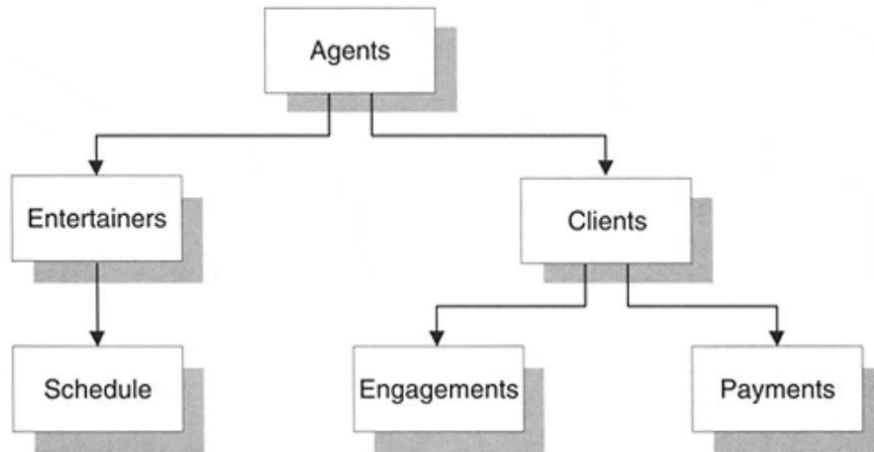 Agents
Entertainers
Clients
Schedule
Engagements
Payments